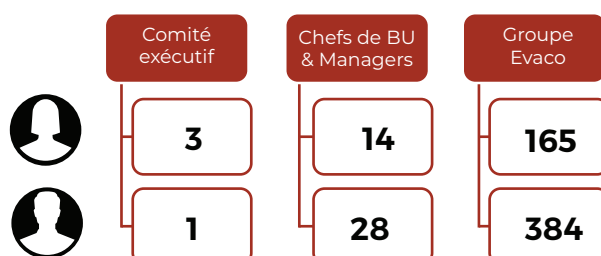 Comité
exécutif
Chefs de BU
& Managers
Groupe
Evaco
3
14
165
1
28
384